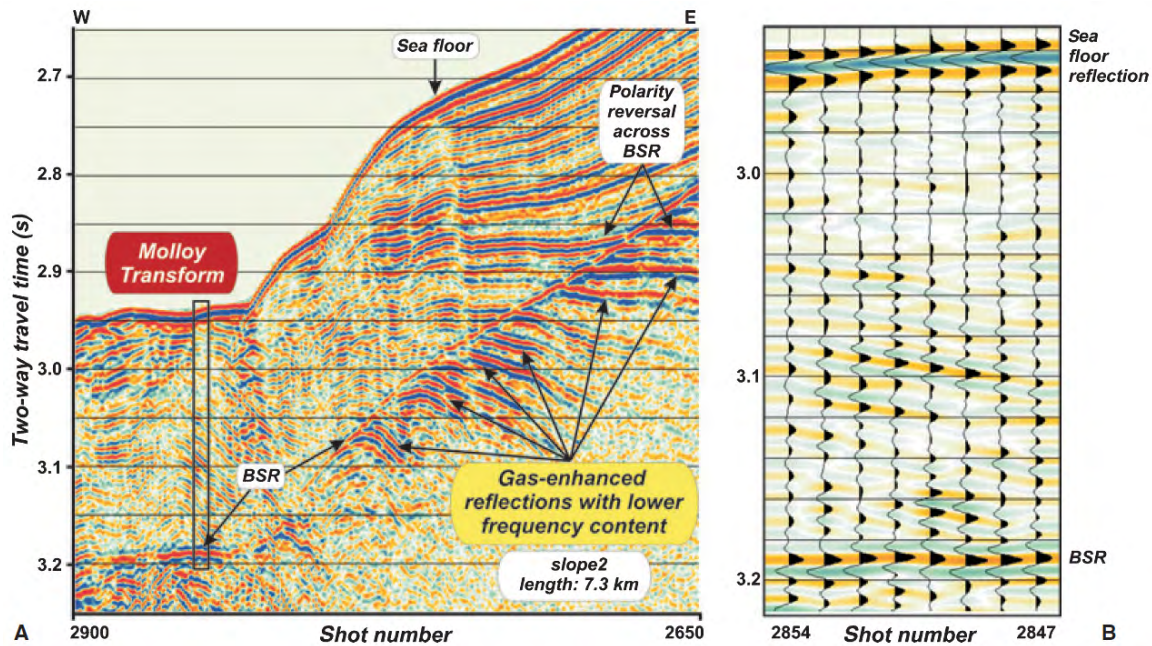 W
E
Sea floor
2.7
Polarity
reversal
across
BSR
2.8
Molloy
Transform
2.9
3.0
BSR
3.1
Gas-enhanced
reflections with lower
frequency content
slope2
length: 7.3 km
3.2
Two-way travel time (s)
A
2900
Shot number
2650
Sea
floor
reflection
3.0
3.1
BSR
3.2
2854
Shot number
2847
B